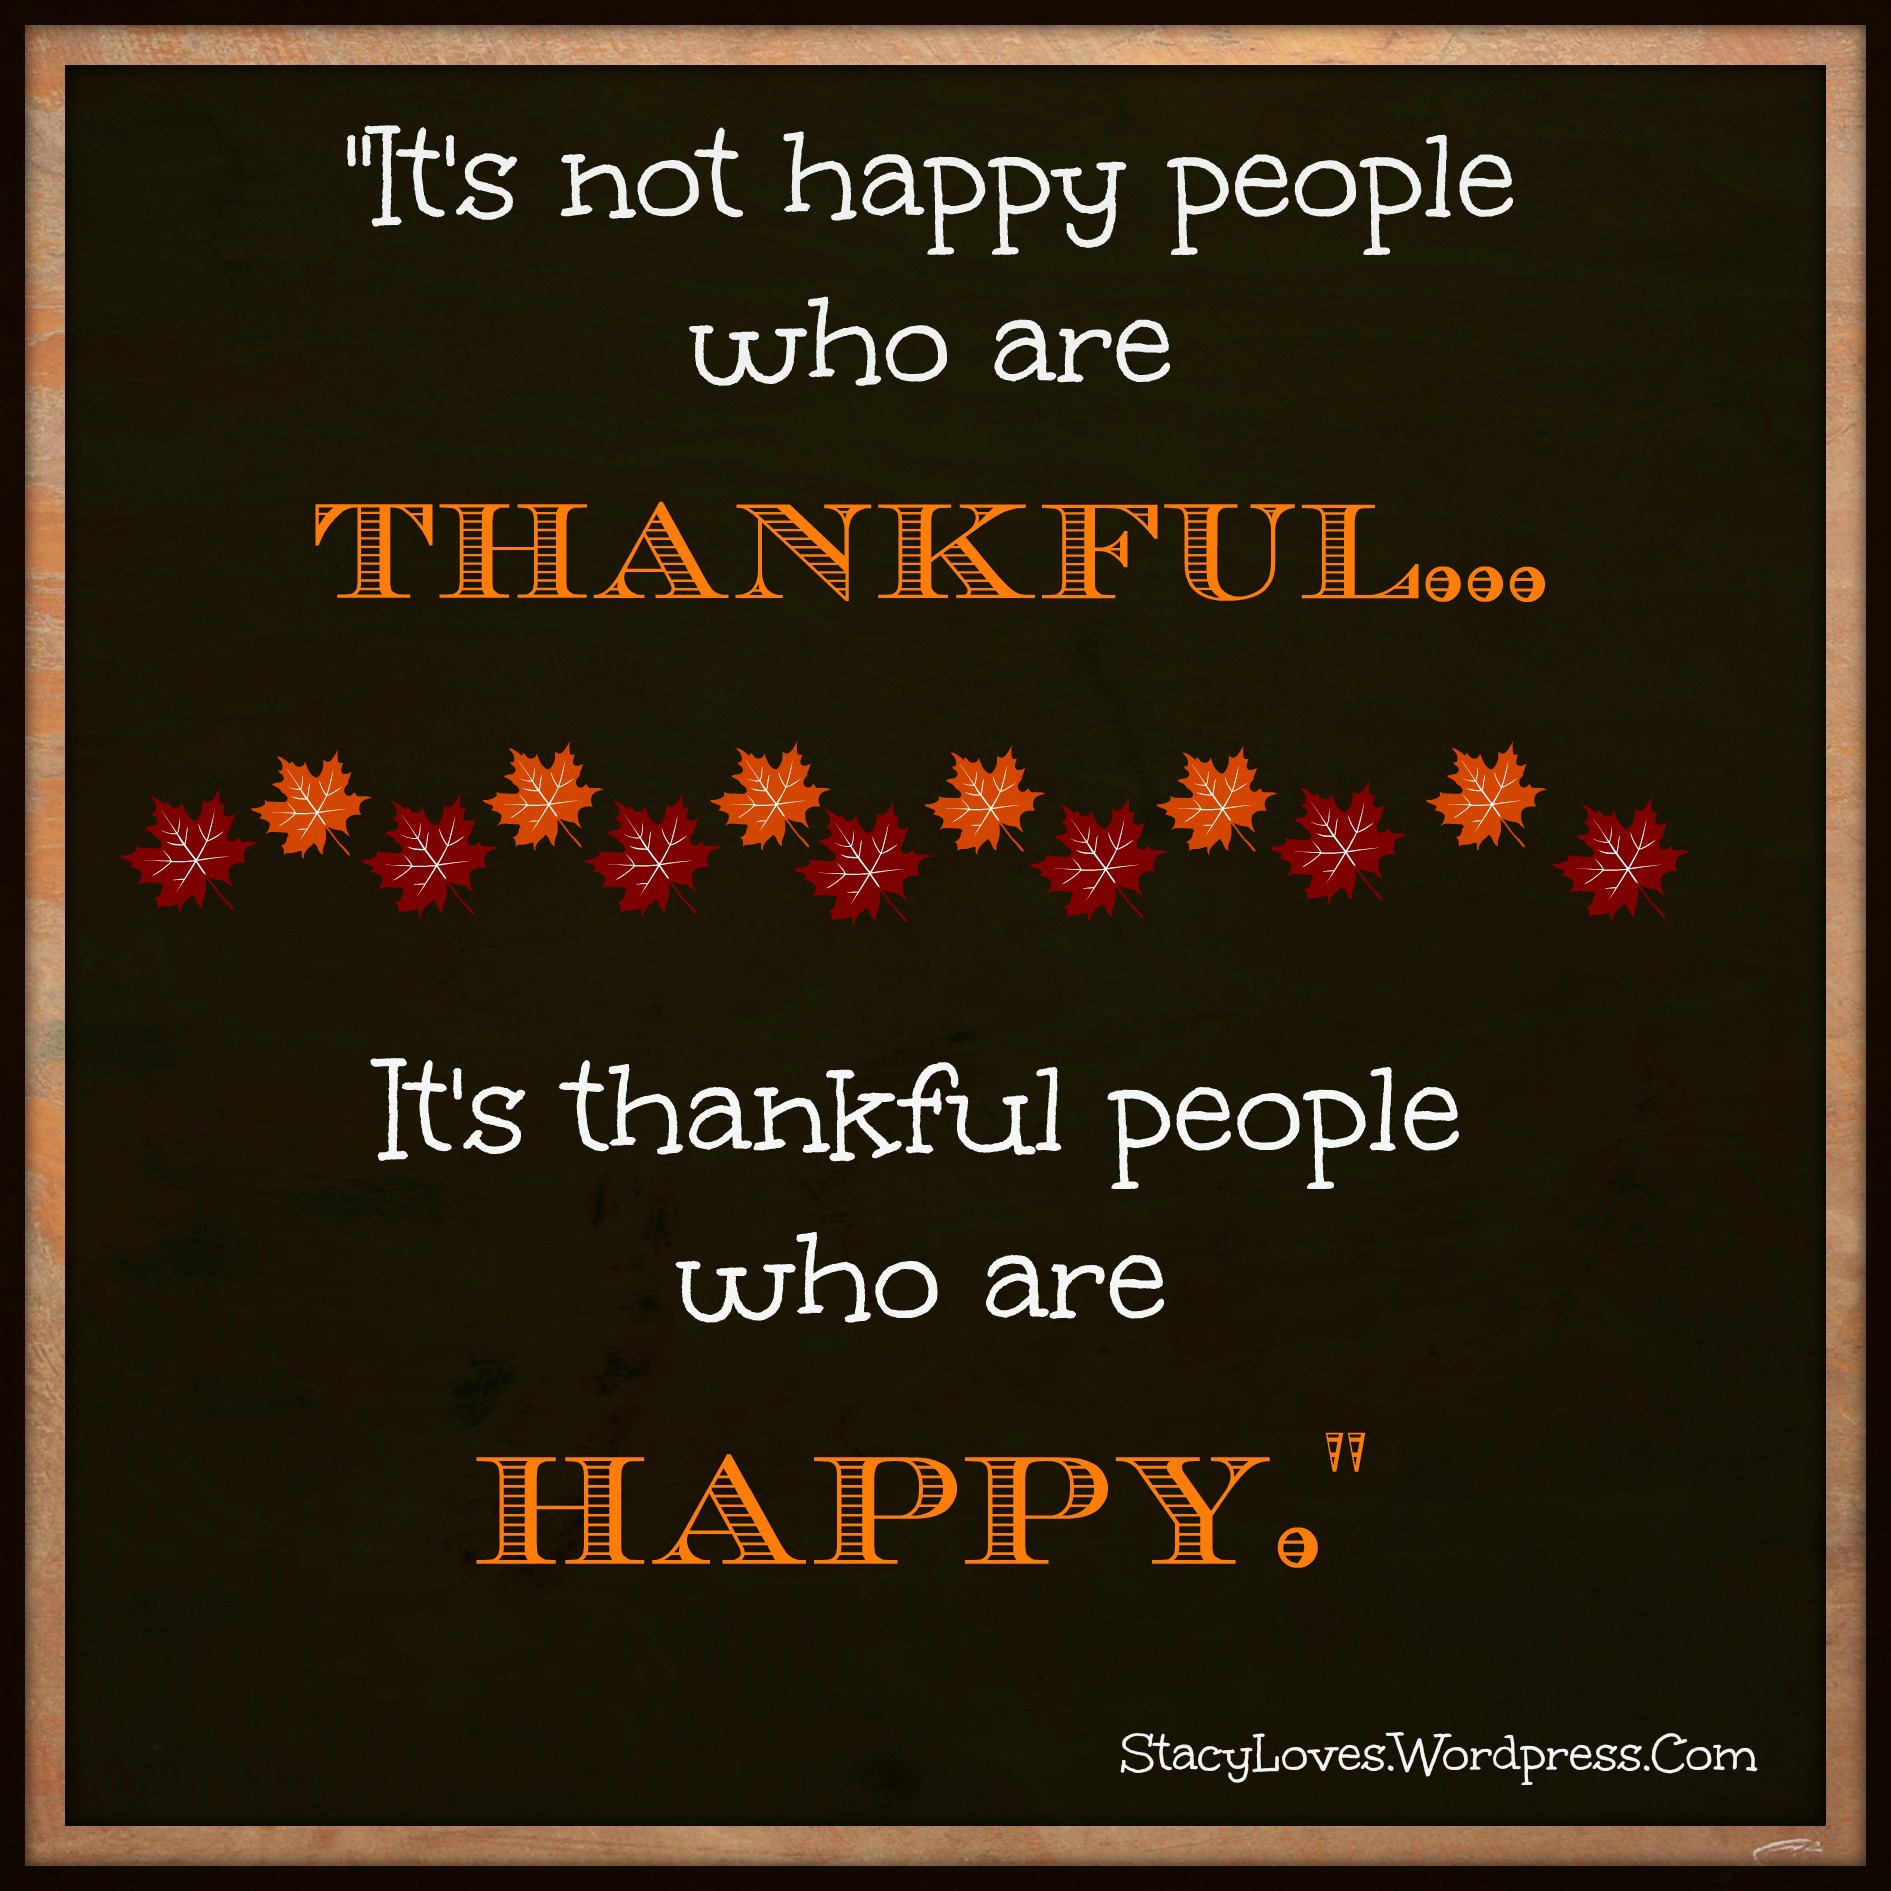 "It's not happy people
who are
THANKFUL...
It's thankful people
who are
HAPPY."
StacyLoves.Wordpress.Com